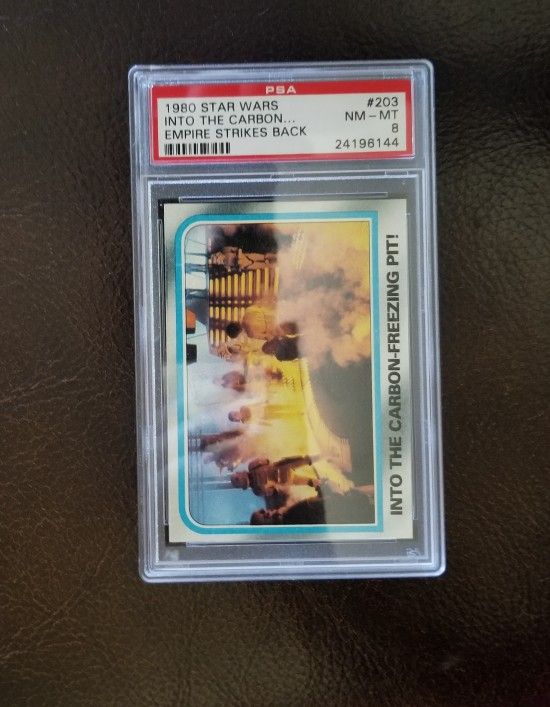 PSA
1980 STAR WARS #203
INTO THE CARBON... NM - MT
EMPIRE STRIKES BACK 8
24196144
INTO THE CARBON-FREEZING PIT!